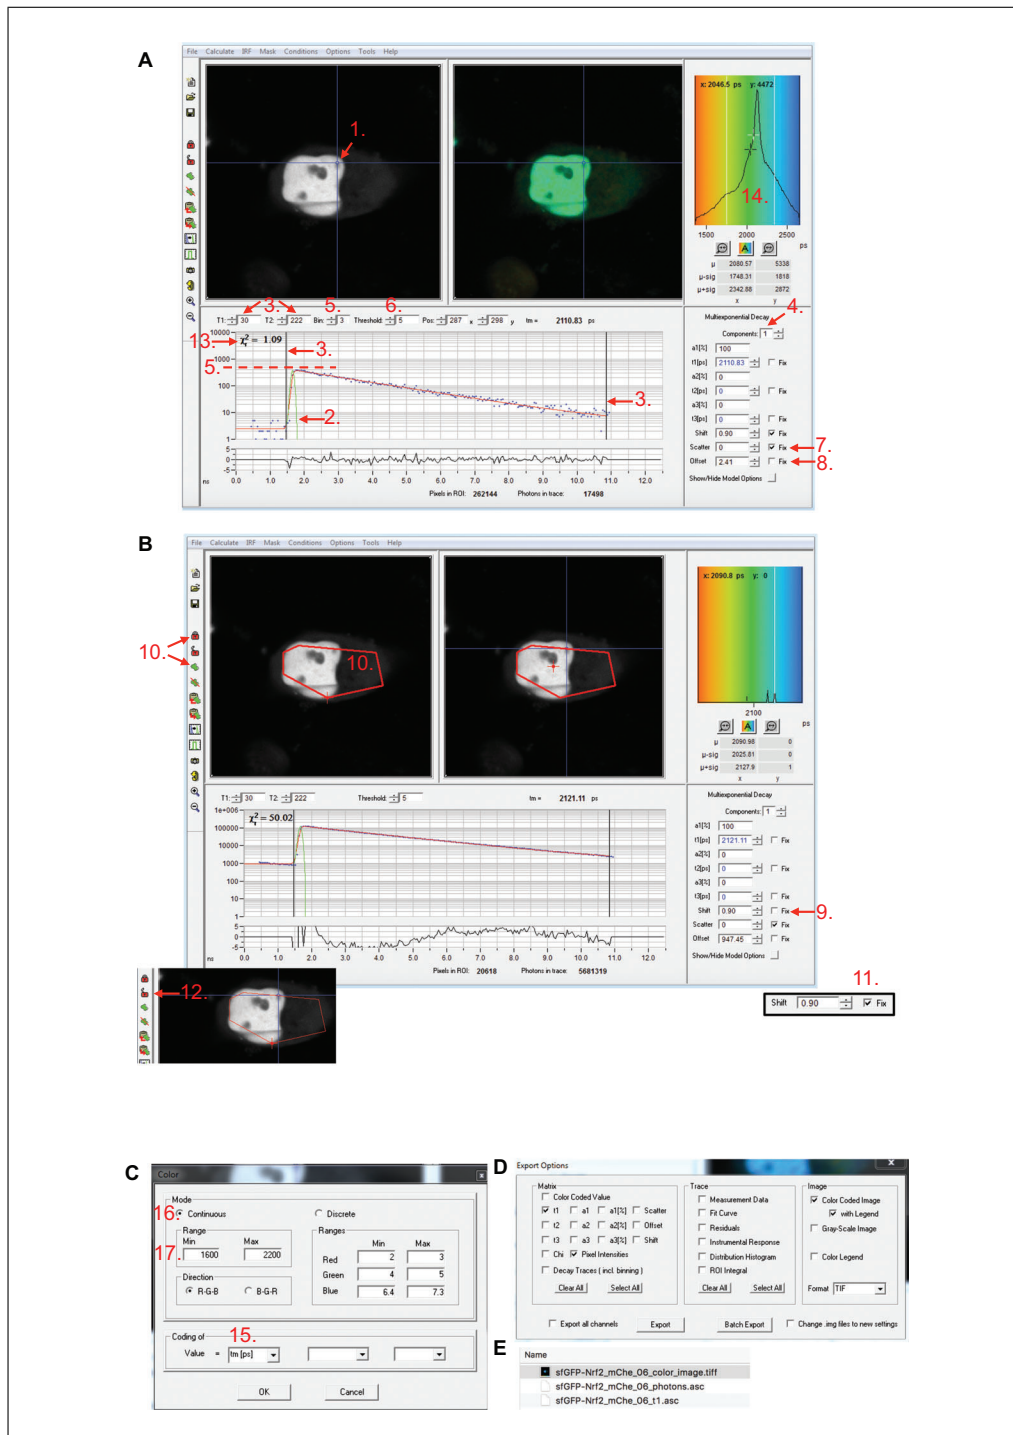 A
File Calculate IRF Mask Conditions Options Tools Help
1.
x: 2046.5 ps y: 4472
14.
1500 2000 2500
ps
μ 2080.57 5338
μ-sig 1748.31 1818
μ+sig 2342.88 2872
x y
3. 5. 6.
T1: 30 T2: 222 Bin: 3 Threshold: 5 Pos: 287 x 298 y tm = 2110.83 ps
13.
χ²r = 1.09
10000
1000
100
10
1
3.
5.
2.
3.
5
0
-5
ns 0.0 1.0 2.0 3.0 4.0 5.0 6.0 7.0 8.0 9.0 10.0 11.0 12.0
Pixels in ROI: 262144 Photons in trace: 17498
Multiexponential Decay
4.
Components: 1
a1[%] 100
t1[ps] 2110.83 Fix
a2[%] 0
t2[ps] 0 Fix
a3[%] 0
t3[ps] 0 Fix
Shift 0.90 Fix
Scatter 0 Fix 7.
Offset 2.41 Fix 8.
Show/Hide Model Options
B
File Calculate IRF Mask Conditions Options Tools Help
10.
10.
x: 2090.8 ps y: 0
2100
ps
μ 2090.98 0
μ-sig 2025.81 0
μ+sig 2127.9 1
x y
T1: 30 T2: 222 Threshold: 5 tm = 2121.11 ps
χ²r = 50.02
1e+006
100000
10000
1000
100
10
1
5
0
-5
ns 0.0 1.0 2.0 3.0 4.0 5.0 6.0 7.0 8.0 9.0 10.0 11.0 12.0
Pixels in ROI: 20618 Photons in trace: 5681319
Multiexponential Decay
Components: 1
a1[%] 100
t1[ps] 2121.11 Fix
a2[%] 0
t2[ps] 0 Fix
a3[%] 0
t3[ps] 0 Fix
Shift 0.90 Fix 9.
Scatter 0 Fix
Offset 947.45 Fix
Show/Hide Model Options
12.
11.
Shift 0.90 Fix
C
Color
Mode
16. Continuous Discrete
Range
Min Max
17. 1600 2200
Direction
R-G-B B-G-R
Ranges
Min Max
Red 2 3
Green 4 5
Blue 6.4 7.3
Coding of
15.
Value = tm [ps]
OK Cancel
D
Export Options
X
Matrix
Color Coded Value
t1 a1 a1[%] Scatter
t2 a2 a2[%] Offset
t3 a3 a3[%] Shift
Chi Pixel Intensities
Decay Traces ( incl. binning )
Clear All Select All
Trace
Measurement Data
Fit Curve
Residuals
Instrumental Response
Distribution Histogram
ROI Integral
Clear All Select All
Image
Color Coded Image
with Legend
Gray-Scale Image
Color Legend
Format TIF
Export all channels Export Batch Export Change .img files to new settings
E
Name
sfGFP-Nrf2_mChe_06_color_image.tiff
sfGFP-Nrf2_mChe_06_photons.asc
sfGFP-Nrf2_mChe_06_t1.asc